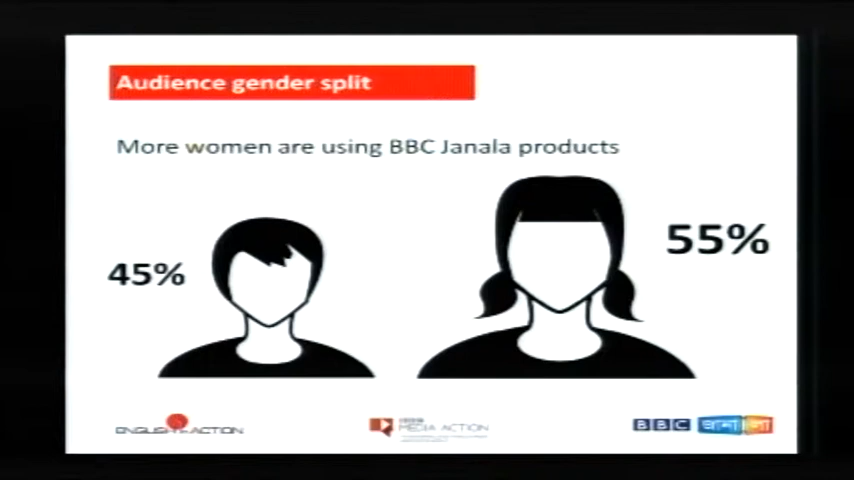 Audience gender split
More women are using BBC Janala products
45%
55%
ENGLISH IN ACTION
MEDIA ACTION
BBC জানালা